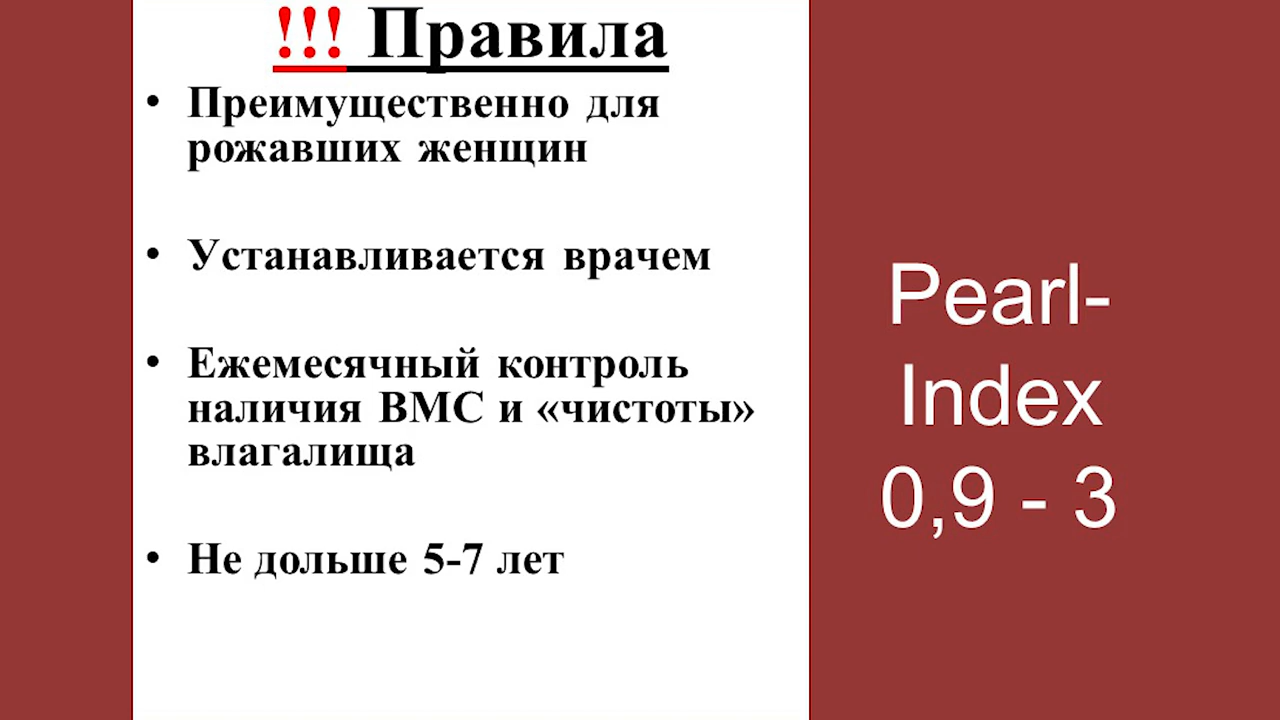 !!! Правила
• Преимущественно для
рожавших женщин
• Устанавливается врачем
• Ежемесячный контроль
наличия ВМС и «чистоты»
влагалища
• Не дольше 5-7 лет
Pearl-
Index
0,9 - 3